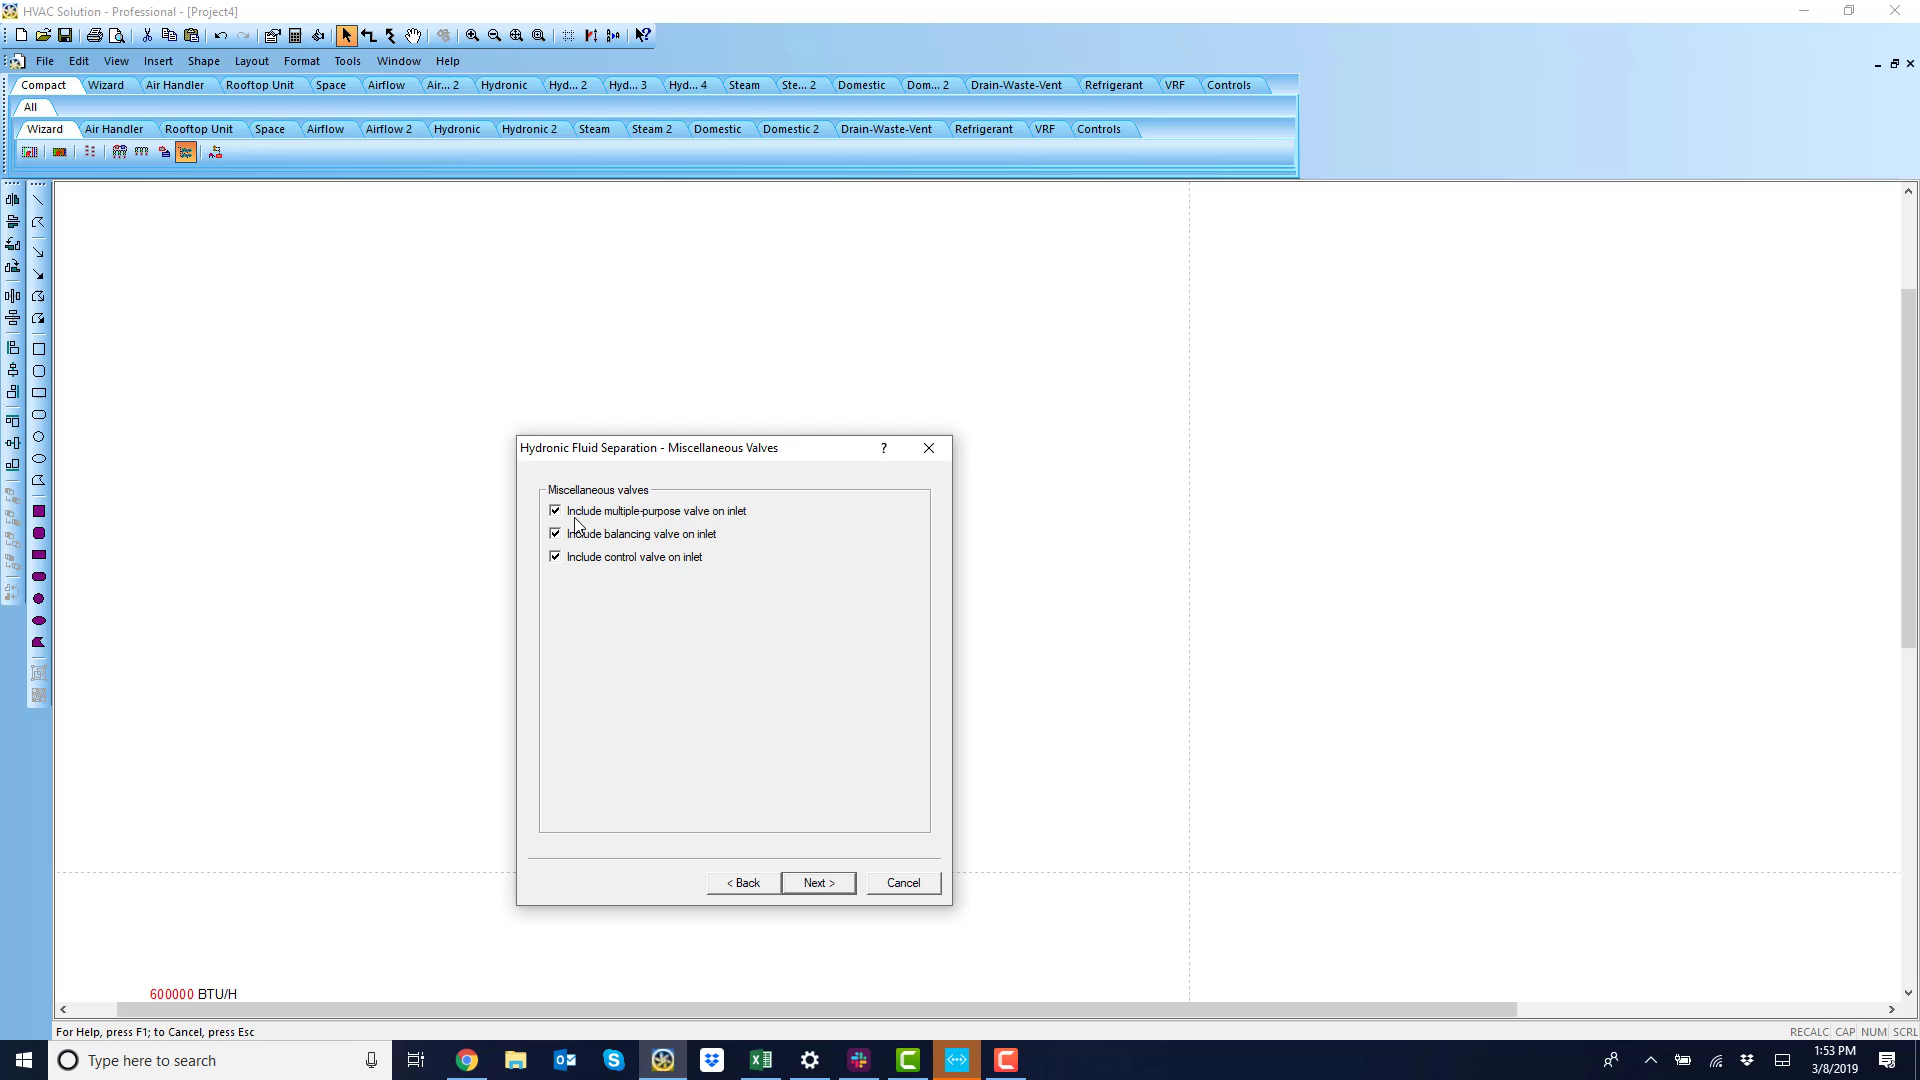 HVAC Solution - Professional - [Project4]
File Edit View Insert Shape Layout Format Tools Window Help
Compact Wizard Air Handler Rooftop Unit Space Airflow Air... 2 Hydronic Hyd... 2 Hyd... 3 Hyd... 4 Steam Ste... 2 Domestic Dom... 2 Drain-Waste-Vent Refrigerant VRF Controls
All
Wizard Air Handler Rooftop Unit Space Airflow Airflow 2 Hydronic Hydronic 2 Steam Steam 2 Domestic Domestic 2 Drain-Waste-Vent Refrigerant VRF Controls
Hydronic Fluid Separation - Miscellaneous Valves ?
Miscellaneous valves
Include multiple-purpose valve on inlet
Include balancing valve on inlet
Include control valve on inlet
< Back Next > Cancel
600000 BTU/H
For Help, press F1; to Cancel, press Esc
RECALC CAP NUM SCRL
Type here to search
1:53 PM
3/8/2019